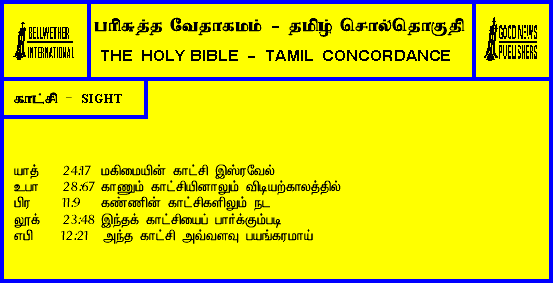 BELLWETHER
INTERNATIONAL
பரிசுத்த வேதாகமம் - தமிழ் சொல்தொகுதி
THE HOLY BIBLE - TAMIL CONCORDANCE
GOOD NEWS
PUBLISHERS
காட்சி - SIGHT
யாத் 24:17 மகிமையின் காட்சி இஸ்ரவேல்
உபா 28:67 காணும் காட்சியினாலும் விடியற்காலத்தில்
பிர 11:9 கண்ணின் காட்சிகளிலும் நட
லூக் 23:48 இந்தக் காட்சியைப் பார்க்கும்படி
எபி 12:21 அந்த காட்சி அவ்வளவு பயங்கரமாய்